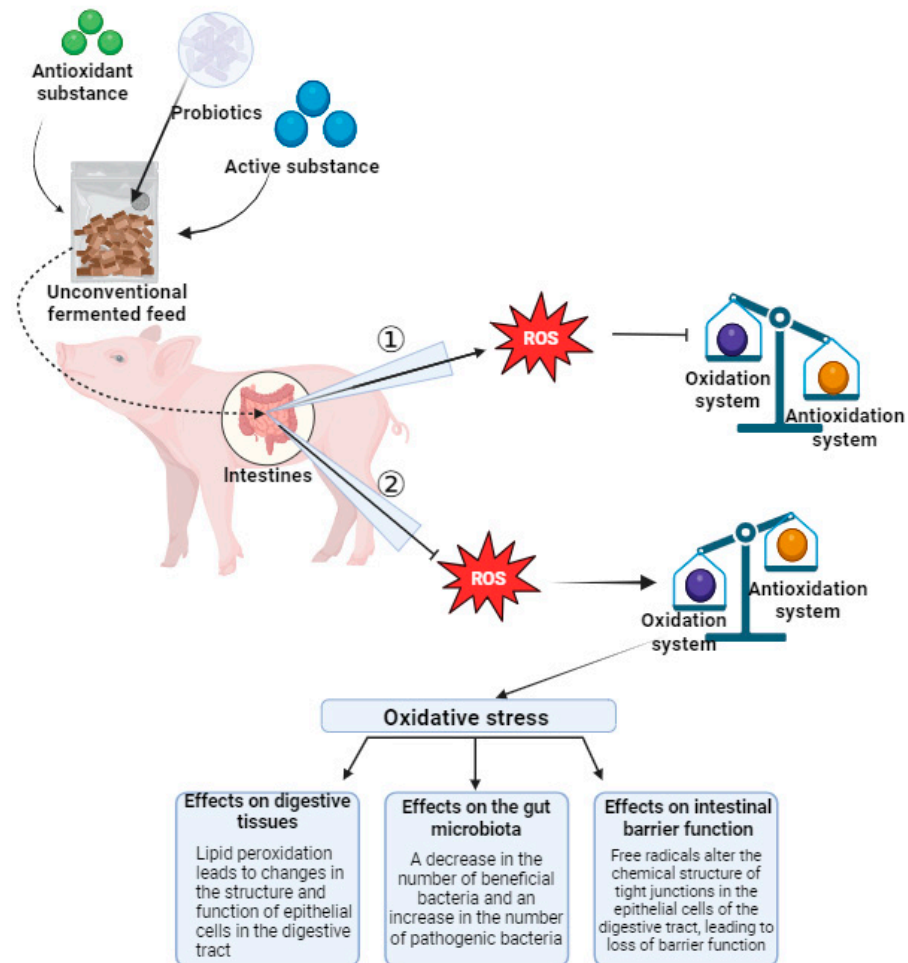 Antioxidant
substance
Probiotics
Active substance
Unconventional
fermented feed
①
ROS
Oxidation
system
Antioxidation
system
Intestines
②
ROS
Antioxidation
system
Oxidation
system
Oxidative stress
Effects on digestive
tissues
Lipid peroxidation
leads to changes in
the structure and
function of epithelial
cells in the digestive
tract
Effects on the gut
microbiota
A decrease in the
number of beneficial
bacteria and an
increase in the number
of pathogenic bacteria
Effects on intestinal
barrier function
Free radicals alter the
chemical structure of
tight junctions in the
epithelial cells of the
digestive tract, leading to
loss of barrier function